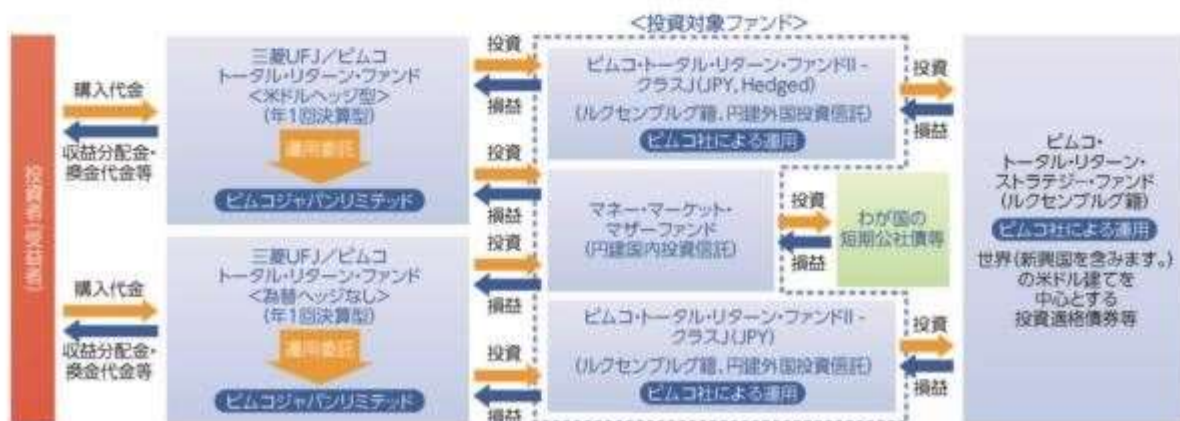 <投資対象ファンド>
投資者(受益者)
購入代金
収益分配金・
換金代金等
三菱UFJ/ピムコ
トータル・リターン・ファンド
<米ドルヘッジ型>
(年1回決算型)
運用委託
ピムコジャパンリミテッド
投資
損益
投資
損益
ピムコ・トータル・リターン・ファンドII -
クラスJ(JPY, Hedged)
(ルクセンブルグ籍、円建外国投資信託)
ピムコ社による運用
投資
損益
マネー・マーケット・
マザーファンド
(円建国内投資信託)
投資
損益
わが国の
短期公社債等
購入代金
収益分配金・
換金代金等
三菱UFJ/ピムコ
トータル・リターン・ファンド
<為替ヘッジなし>
(年1回決算型)
運用委託
ピムコジャパンリミテッド
投資
損益
投資
損益
ピムコ・トータル・リターン・ファンドII -
クラスJ(JPY)
(ルクセンブルグ籍、円建外国投資信託)
ピムコ社による運用
投資
損益
ピムコ・
トータル・リターン・
ストラテジー・ファンド
(ルクセンブルグ籍)
ピムコ社による運用
世界(新興国を含みます。)
の米ドル建てを
中心とする
投資適格債券等